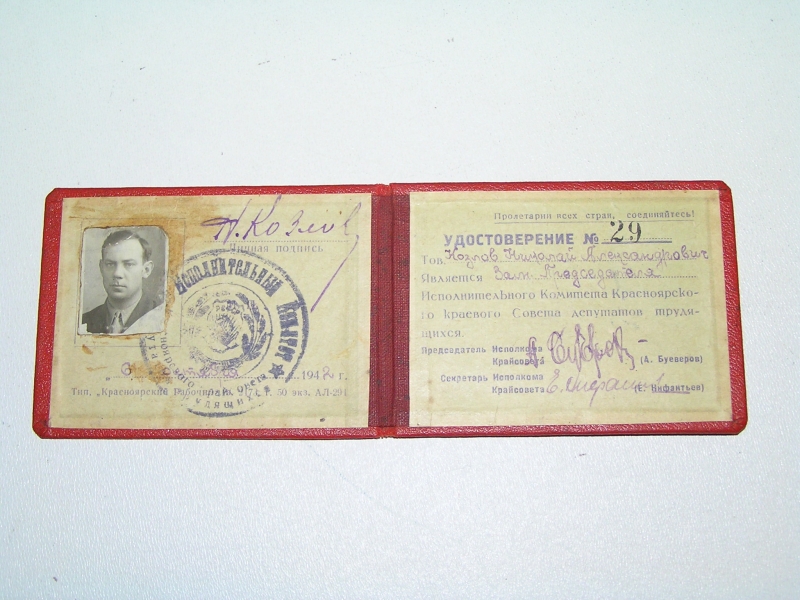 Н. Козлов
Личная подпись
ИСПОЛНИТЕЛЬНЫЙ КОМИТЕТ
1942 г.
Тип. „Красноярский Рабочий" 50 экз. АЛ-291
Пролетарии всех стран, соединяйтесь!
УДОСТОВЕРЕНИЕ № 29
Тов. Козлов Николай Александрович
Является Зам. Председателя
Исполнительного Комитета Красноярско-
го краевого Совета депутатов трудя-
щихся.
Председатель Исполкома
Крайсовета (А. Буеверов)
Секретарь Исполкома
Крайсовета (Е. Нифантьев)